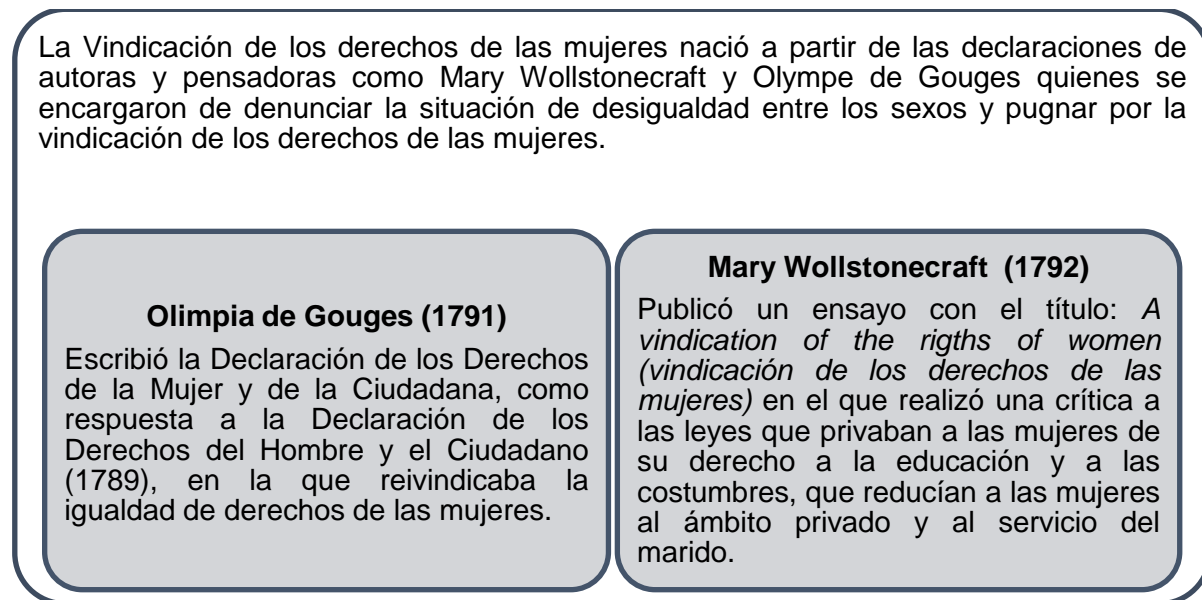 La Vindicación de los derechos de las mujeres nació a partir de las declaraciones de
autoras y pensadoras como Mary Wollstonecraft y Olympe de Gouges quienes se
encargaron de denunciar la situación de desigualdad entre los sexos y pugnar por la
vindicación de los derechos de las mujeres.
Olimpia de Gouges (1791)
Escribió la Declaración de los Derechos
de la Mujer y de la Ciudadana, como
respuesta a la Declaración de los
Derechos del Hombre y el Ciudadano
(1789), en la que reivindicaba la
igualdad de derechos de las mujeres.
Mary Wollstonecraft (1792)
Publicó un ensayo con el título: A
vindication of the rigths of women
(vindicación de los derechos de las
mujeres) en el que realizó una crítica a
las leyes que privaban a las mujeres de
su derecho a la educación y a las
costumbres, que reducían a las mujeres
al ámbito privado y al servicio del
marido.